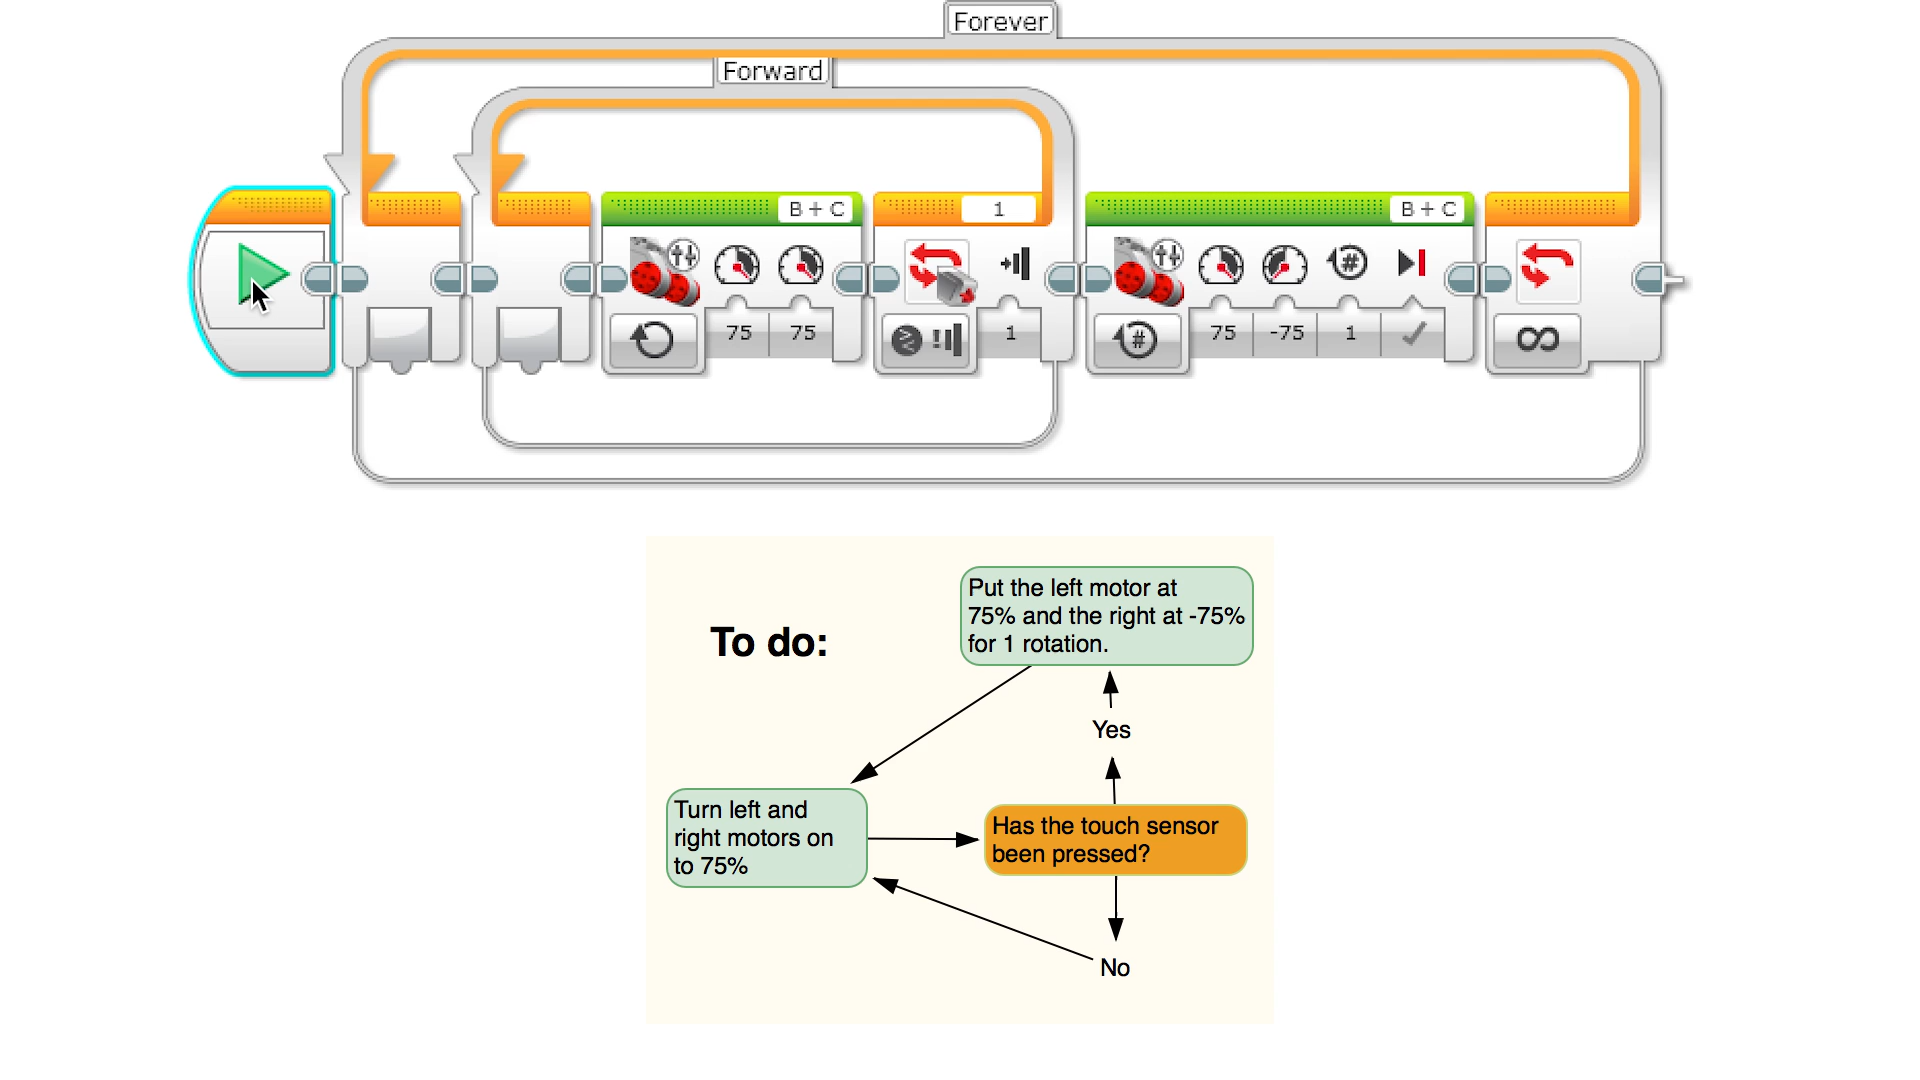 Forever
Forward
B + C
1
B + C
75
75
1
75
-75
1
To do:
Put the left motor at
75% and the right at -75%
for 1 rotation.
Yes
Turn left and
right motors on
to 75%
Has the touch sensor
been pressed?
No